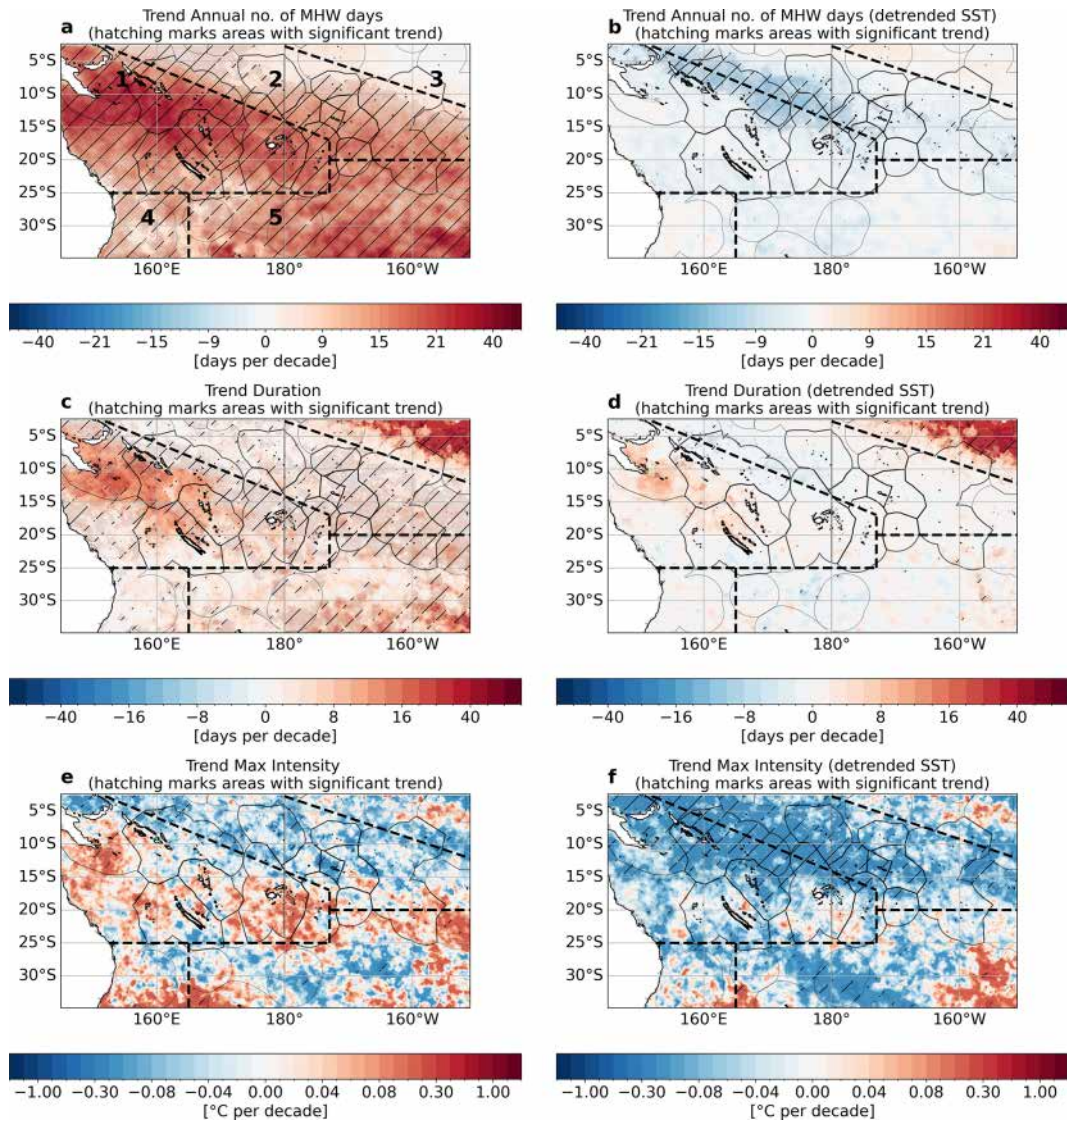 a Trend Annual no. of MHW days
(hatching marks areas with significant trend)
5°S
10°S
15°S
20°S
25°S
30°S
1
2
3
4
5
160°E 180° 160°W
−40 −21 −15 −9 0 9 15 21 40
[days per decade]
b Trend Annual no. of MHW days (detrended SST)
(hatching marks areas with significant trend)
5°S
10°S
15°S
20°S
25°S
30°S
160°E 180° 160°W
−40 −21 −15 −9 0 9 15 21 40
[days per decade]
c Trend Duration
(hatching marks areas with significant trend)
5°S
10°S
15°S
20°S
25°S
30°S
160°E 180° 160°W
−40 −16 −8 0 8 16 40
[days per decade]
d Trend Duration (detrended SST)
(hatching marks areas with significant trend)
5°S
10°S
15°S
20°S
25°S
30°S
160°E 180° 160°W
−40 −16 −8 0 8 16 40
[days per decade]
e Trend Max Intensity
(hatching marks areas with significant trend)
5°S
10°S
15°S
20°S
25°S
30°S
160°E 180° 160°W
−1.00 −0.30 −0.08 −0.04 0.00 0.04 0.08 0.30 1.00
[°C per decade]
f Trend Max Intensity (detrended SST)
(hatching marks areas with significant trend)
5°S
10°S
15°S
20°S
25°S
30°S
160°E 180° 160°W
−1.00 −0.30 −0.08 −0.04 0.00 0.04 0.08 0.30 1.00
[°C per decade]